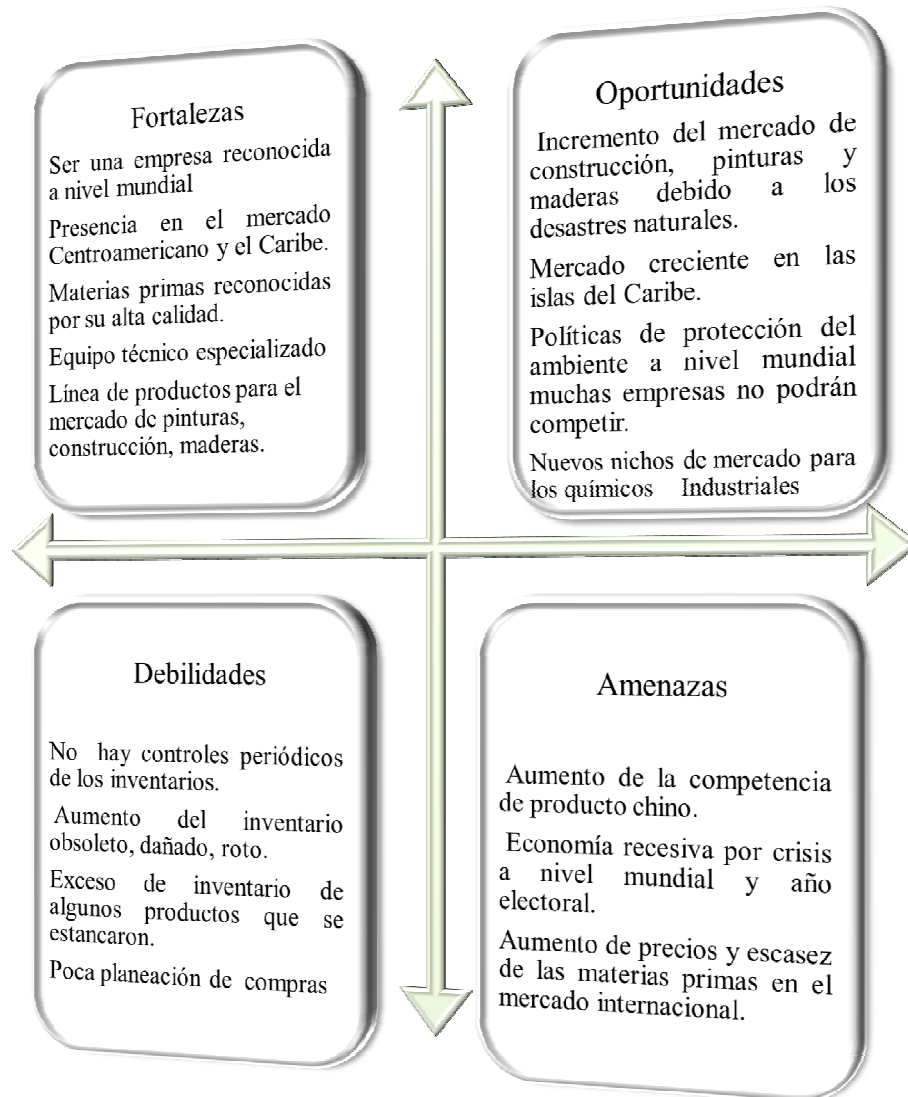 Fortalezas
Ser una empresa reconocida
a nivel mundial
Presencia en el mercado
Centroamericano y el Caribe.
Materias primas reconocidas
por su alta calidad.
Equipo técnico especializado
Línea de productos para el
mercado de pinturas,
construcción, maderas.
Oportunidades
Incremento del mercado de
construcción, pinturas y
maderas debido a los
desastres naturales.
Mercado creciente en las
islas del Caribe.
Políticas de protección del
ambiente a nivel mundial
muchas empresas no podrán
competir.
Nuevos nichos de mercado para
los químicos Industriales
Debilidades
No hay controles periódicos
de los inventarios.
Aumento del inventario
obsoleto, dañado, roto.
Exceso de inventario de
algunos productos que se
estancaron.
Poca planeación de compras
Amenazas
Aumento de la competencia
de producto chino.
Economía recesiva por crisis
a nivel mundial y año
electoral.
Aumento de precios y escasez
de las materias primas en el
mercado internacional.